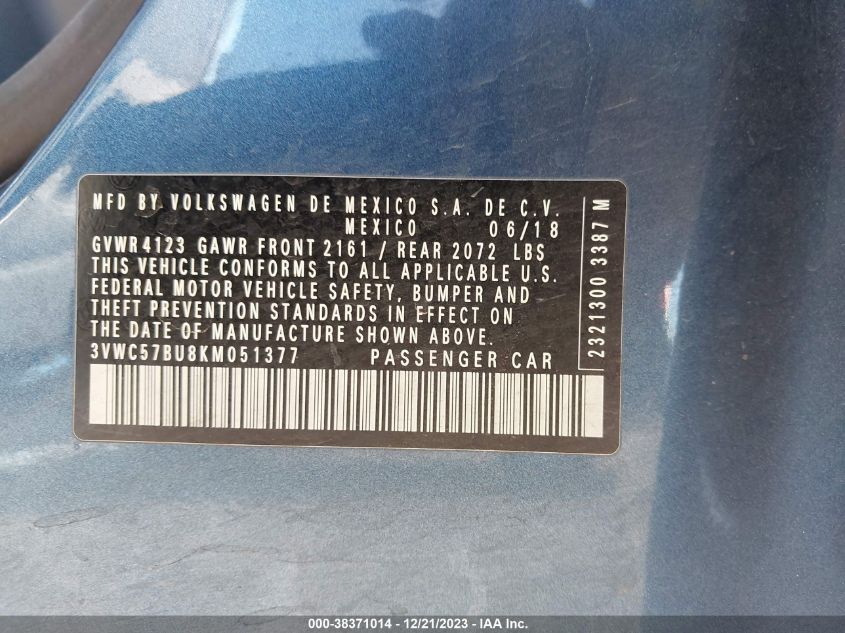 MFD BY VOLKSWAGEN DE MEXICO S.A. DE C.V.
MEXICO 06/18
GVWR 4123 GAWR FRONT 2161 / REAR 2072 LBS
THIS VEHICLE CONFORMS TO ALL APPLICABLE U.S.
FEDERAL MOTOR VEHICLE SAFETY, BUMPER AND
THEFT PREVENTION STANDARDS IN EFFECT ON
THE DATE OF MANUFACTURE SHOWN ABOVE.
3VWC57BU8KM051377 PASSENGER CAR
2321300 3387 M
000-38371014 - 12/21/2023 - IAA Inc.